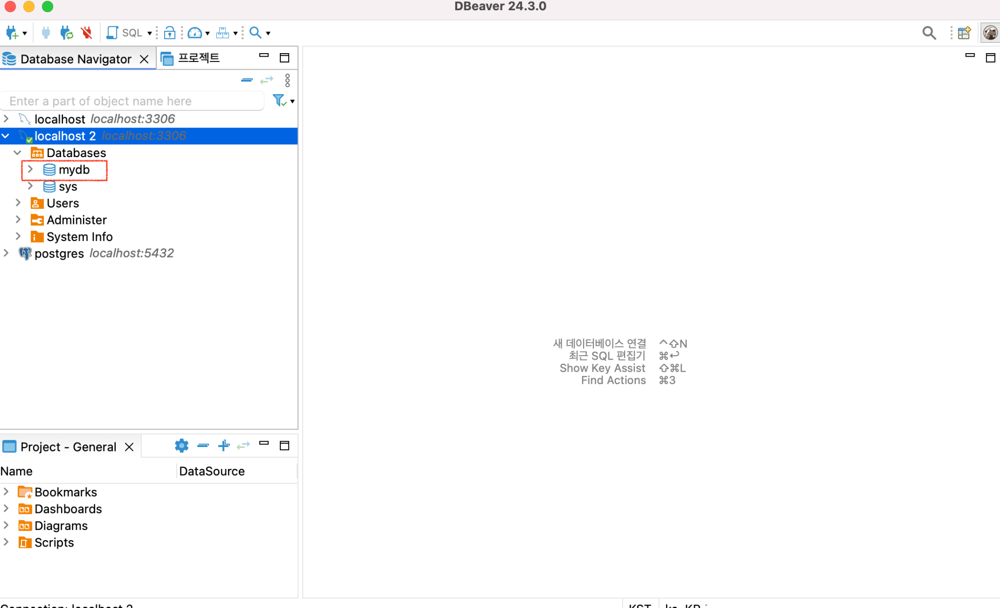 DBeaver 24.3.0
SQL
Database Navigator
프로젝트
Enter a part of object name here
localhost localhost:3306
localhost 2 localhost:3306
Databases
mydb
sys
Users
Administer
System Info
postgres localhost:5432
새 데이터베이스 연결 ^⇧N
최근 SQL 편집기 ⌘↩
Show Key Assist ⇧⌘L
Find Actions ⌘3
Project - General
Name DataSource
Bookmarks
Dashboards
Diagrams
Scripts
Connection: localhost 2
KST ko_KR